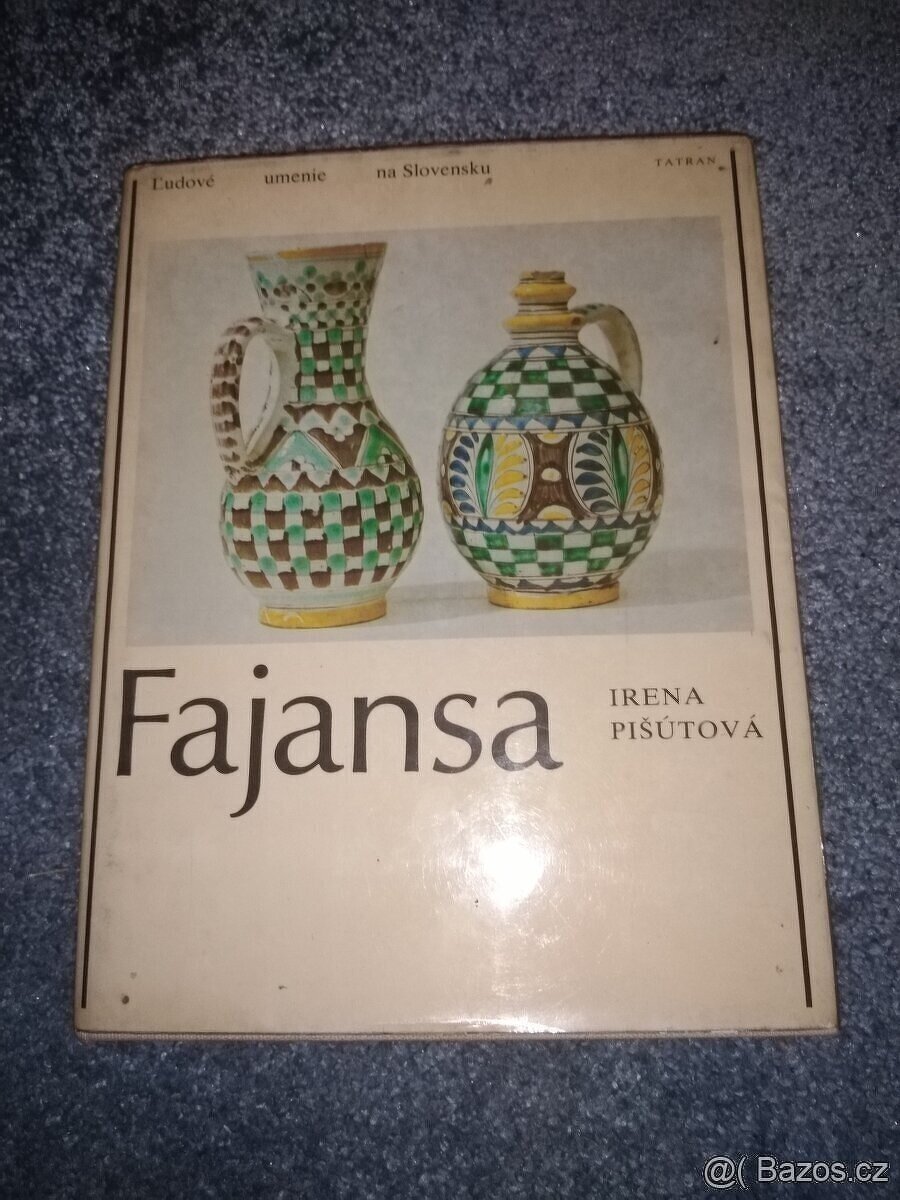 Ľudové umenie na Slovensku
TATRAN
Fajansa
IRENA
PIŠÚTOVÁ
@( Bazos.cz